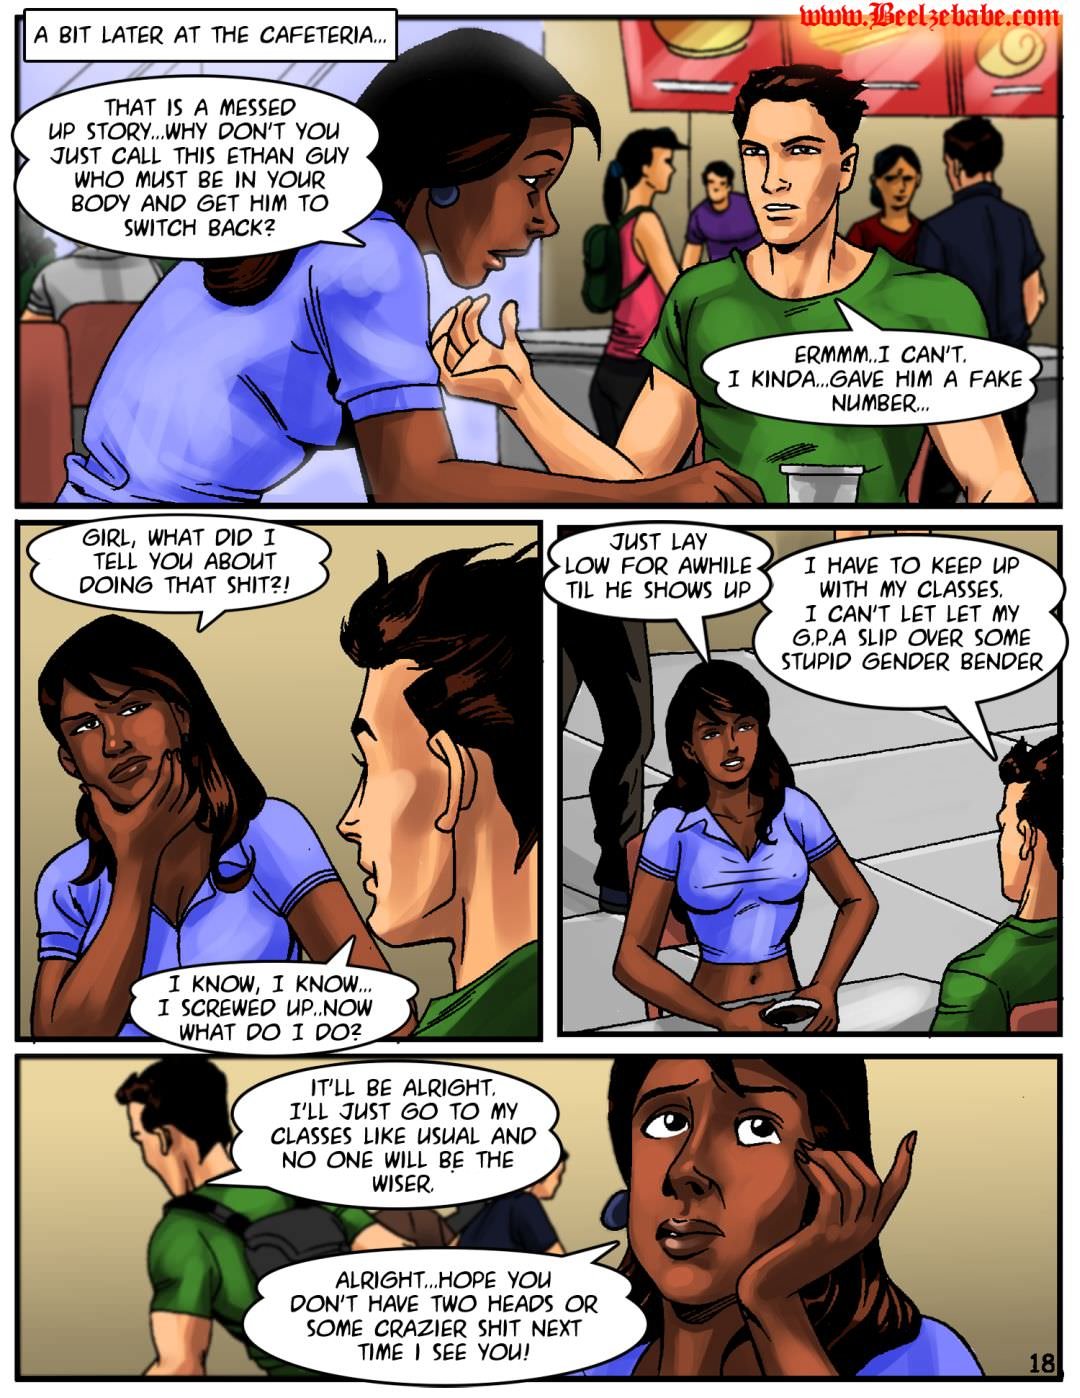 www.Beelzebabe.com
A BIT LATER AT THE CAFETERIA...
THAT IS A MESSED
UP STORY...WHY DON'T YOU
JUST CALL THIS ETHAN GUY
WHO MUST BE IN YOUR
BODY AND GET HIM TO
SWITCH BACK?
ERMMM..I CAN'T.
I KINDA...GAVE HIM A FAKE
NUMBER...
GIRL, WHAT DID I
TELL YOU ABOUT
DOING THAT SHIT?!
I KNOW, I KNOW...
I SCREWED UP..NOW
WHAT DO I DO?
JUST LAY
LOW FOR AWHILE
TIL HE SHOWS UP
I HAVE TO KEEP UP
WITH MY CLASSES.
I CAN'T LET LET MY
G.P.A SLIP OVER SOME
STUPID GENDER BENDER
IT'LL BE ALRIGHT.
I'LL JUST GO TO MY
CLASSES LIKE USUAL AND
NO ONE WILL BE THE
WISER.
ALRIGHT...HOPE YOU
DON'T HAVE TWO HEADS OR
SOME CRAZIER SHIT NEXT
TIME I SEE YOU!
18